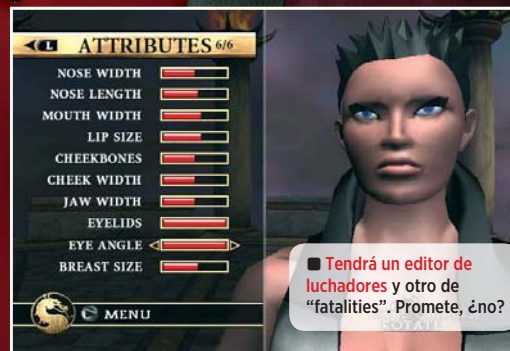 L ATTRIBUTES 6/6
NOSE WIDTH
NOSE LENGTH
MOUTH WIDTH
LIP SIZE
CHEEKBONES
CHEEK WIDTH
JAW WIDTH
EYELIDS
EYE ANGLE
BREAST SIZE
MENU
Tendrá un editor de
luchadores y otro de
“fatalities”. Promete, ¿no?
ROTATE